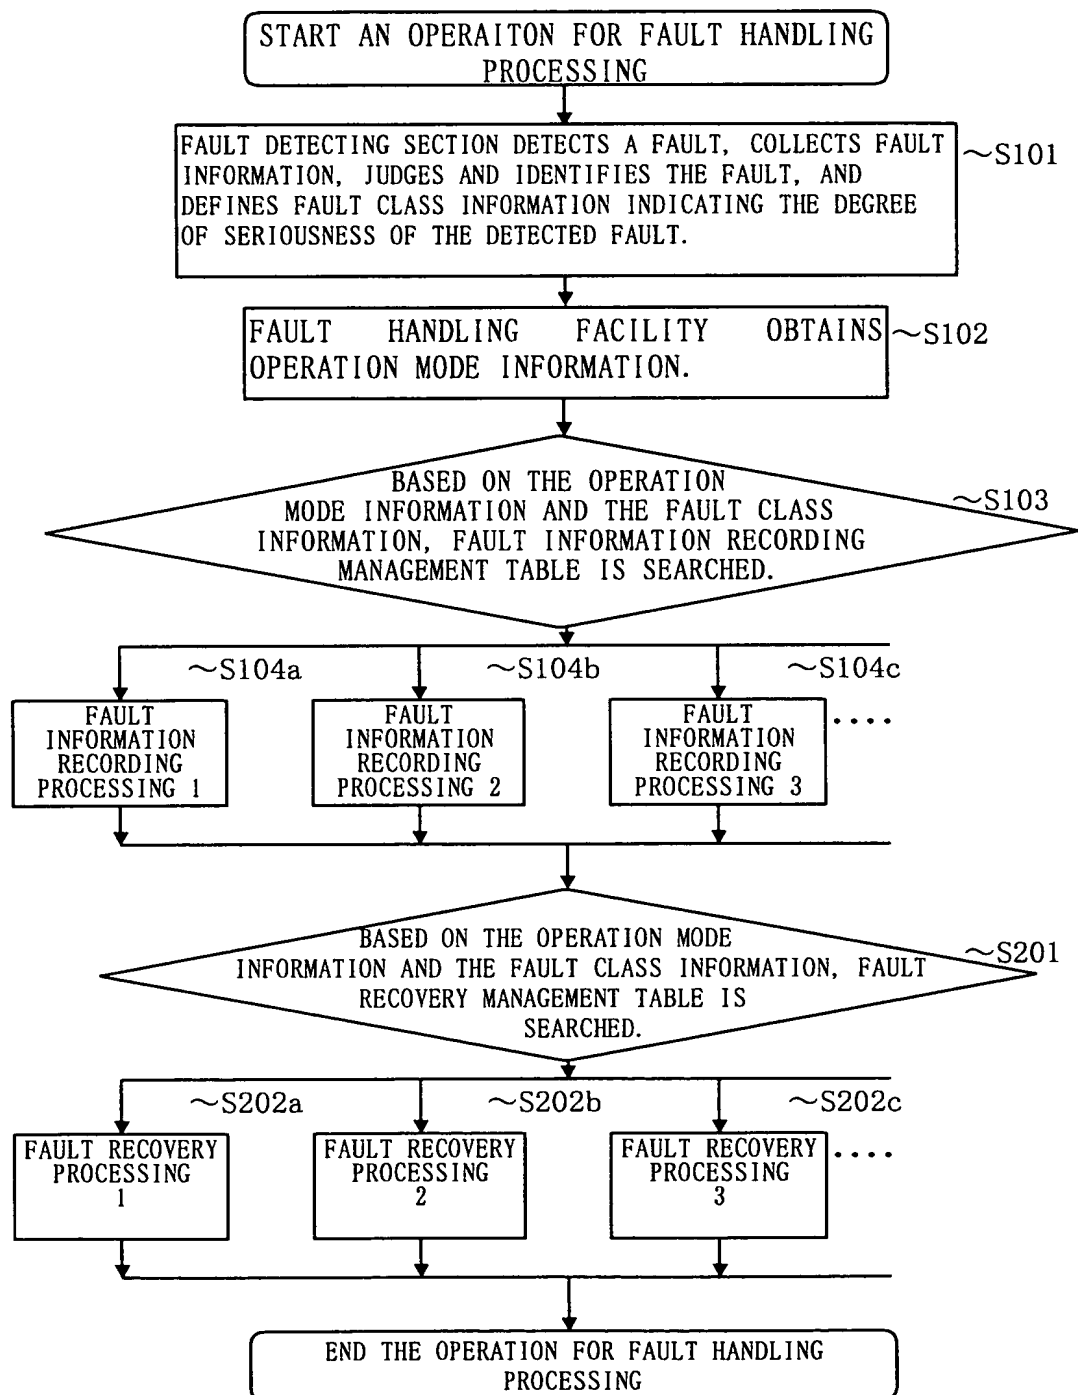 START AN OPERAITON FOR FAULT HANDLING
PROCESSING
FAULT DETECTING SECTION DETECTS A FAULT, COLLECTS FAULT
INFORMATION, JUDGES AND IDENTIFIES THE FAULT, AND
DEFINES FAULT CLASS INFORMATION INDICATING THE DEGREE
OF SERIOUSNESS OF THE DETECTED FAULT.
~S101
FAULT HANDLING FACILITY OBTAINS
OPERATION MODE INFORMATION.
~S102
BASED ON THE OPERATION
MODE INFORMATION AND THE FAULT CLASS
INFORMATION, FAULT INFORMATION RECORDING
MANAGEMENT TABLE IS SEARCHED.
~S103
~S104a
~S104b
~S104c
FAULT
INFORMATION
RECORDING
PROCESSING 1
FAULT
INFORMATION
RECORDING
PROCESSING 2
FAULT
INFORMATION
RECORDING
PROCESSING 3
....
BASED ON THE OPERATION MODE
INFORMATION AND THE FAULT CLASS INFORMATION, FAULT
RECOVERY MANAGEMENT TABLE IS
SEARCHED.
~S201
~S202a
~S202b
~S202c
FAULT RECOVERY
PROCESSING
1
FAULT RECOVERY
PROCESSING
2
FAULT RECOVERY
PROCESSING
3
....
END THE OPERATION FOR FAULT HANDLING
PROCESSING